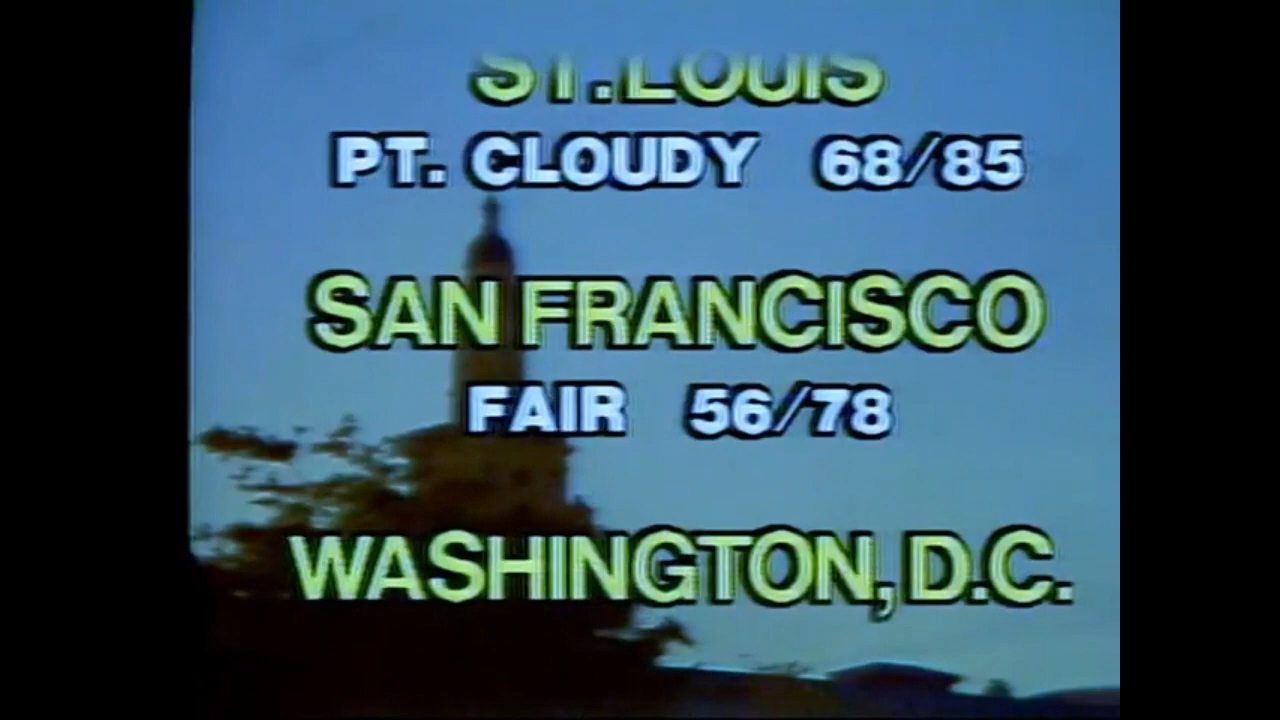 ST. LOUIS
PT. CLOUDY 68/85
SAN FRANCISCO
FAIR 56/78
WASHINGTON, D.C.